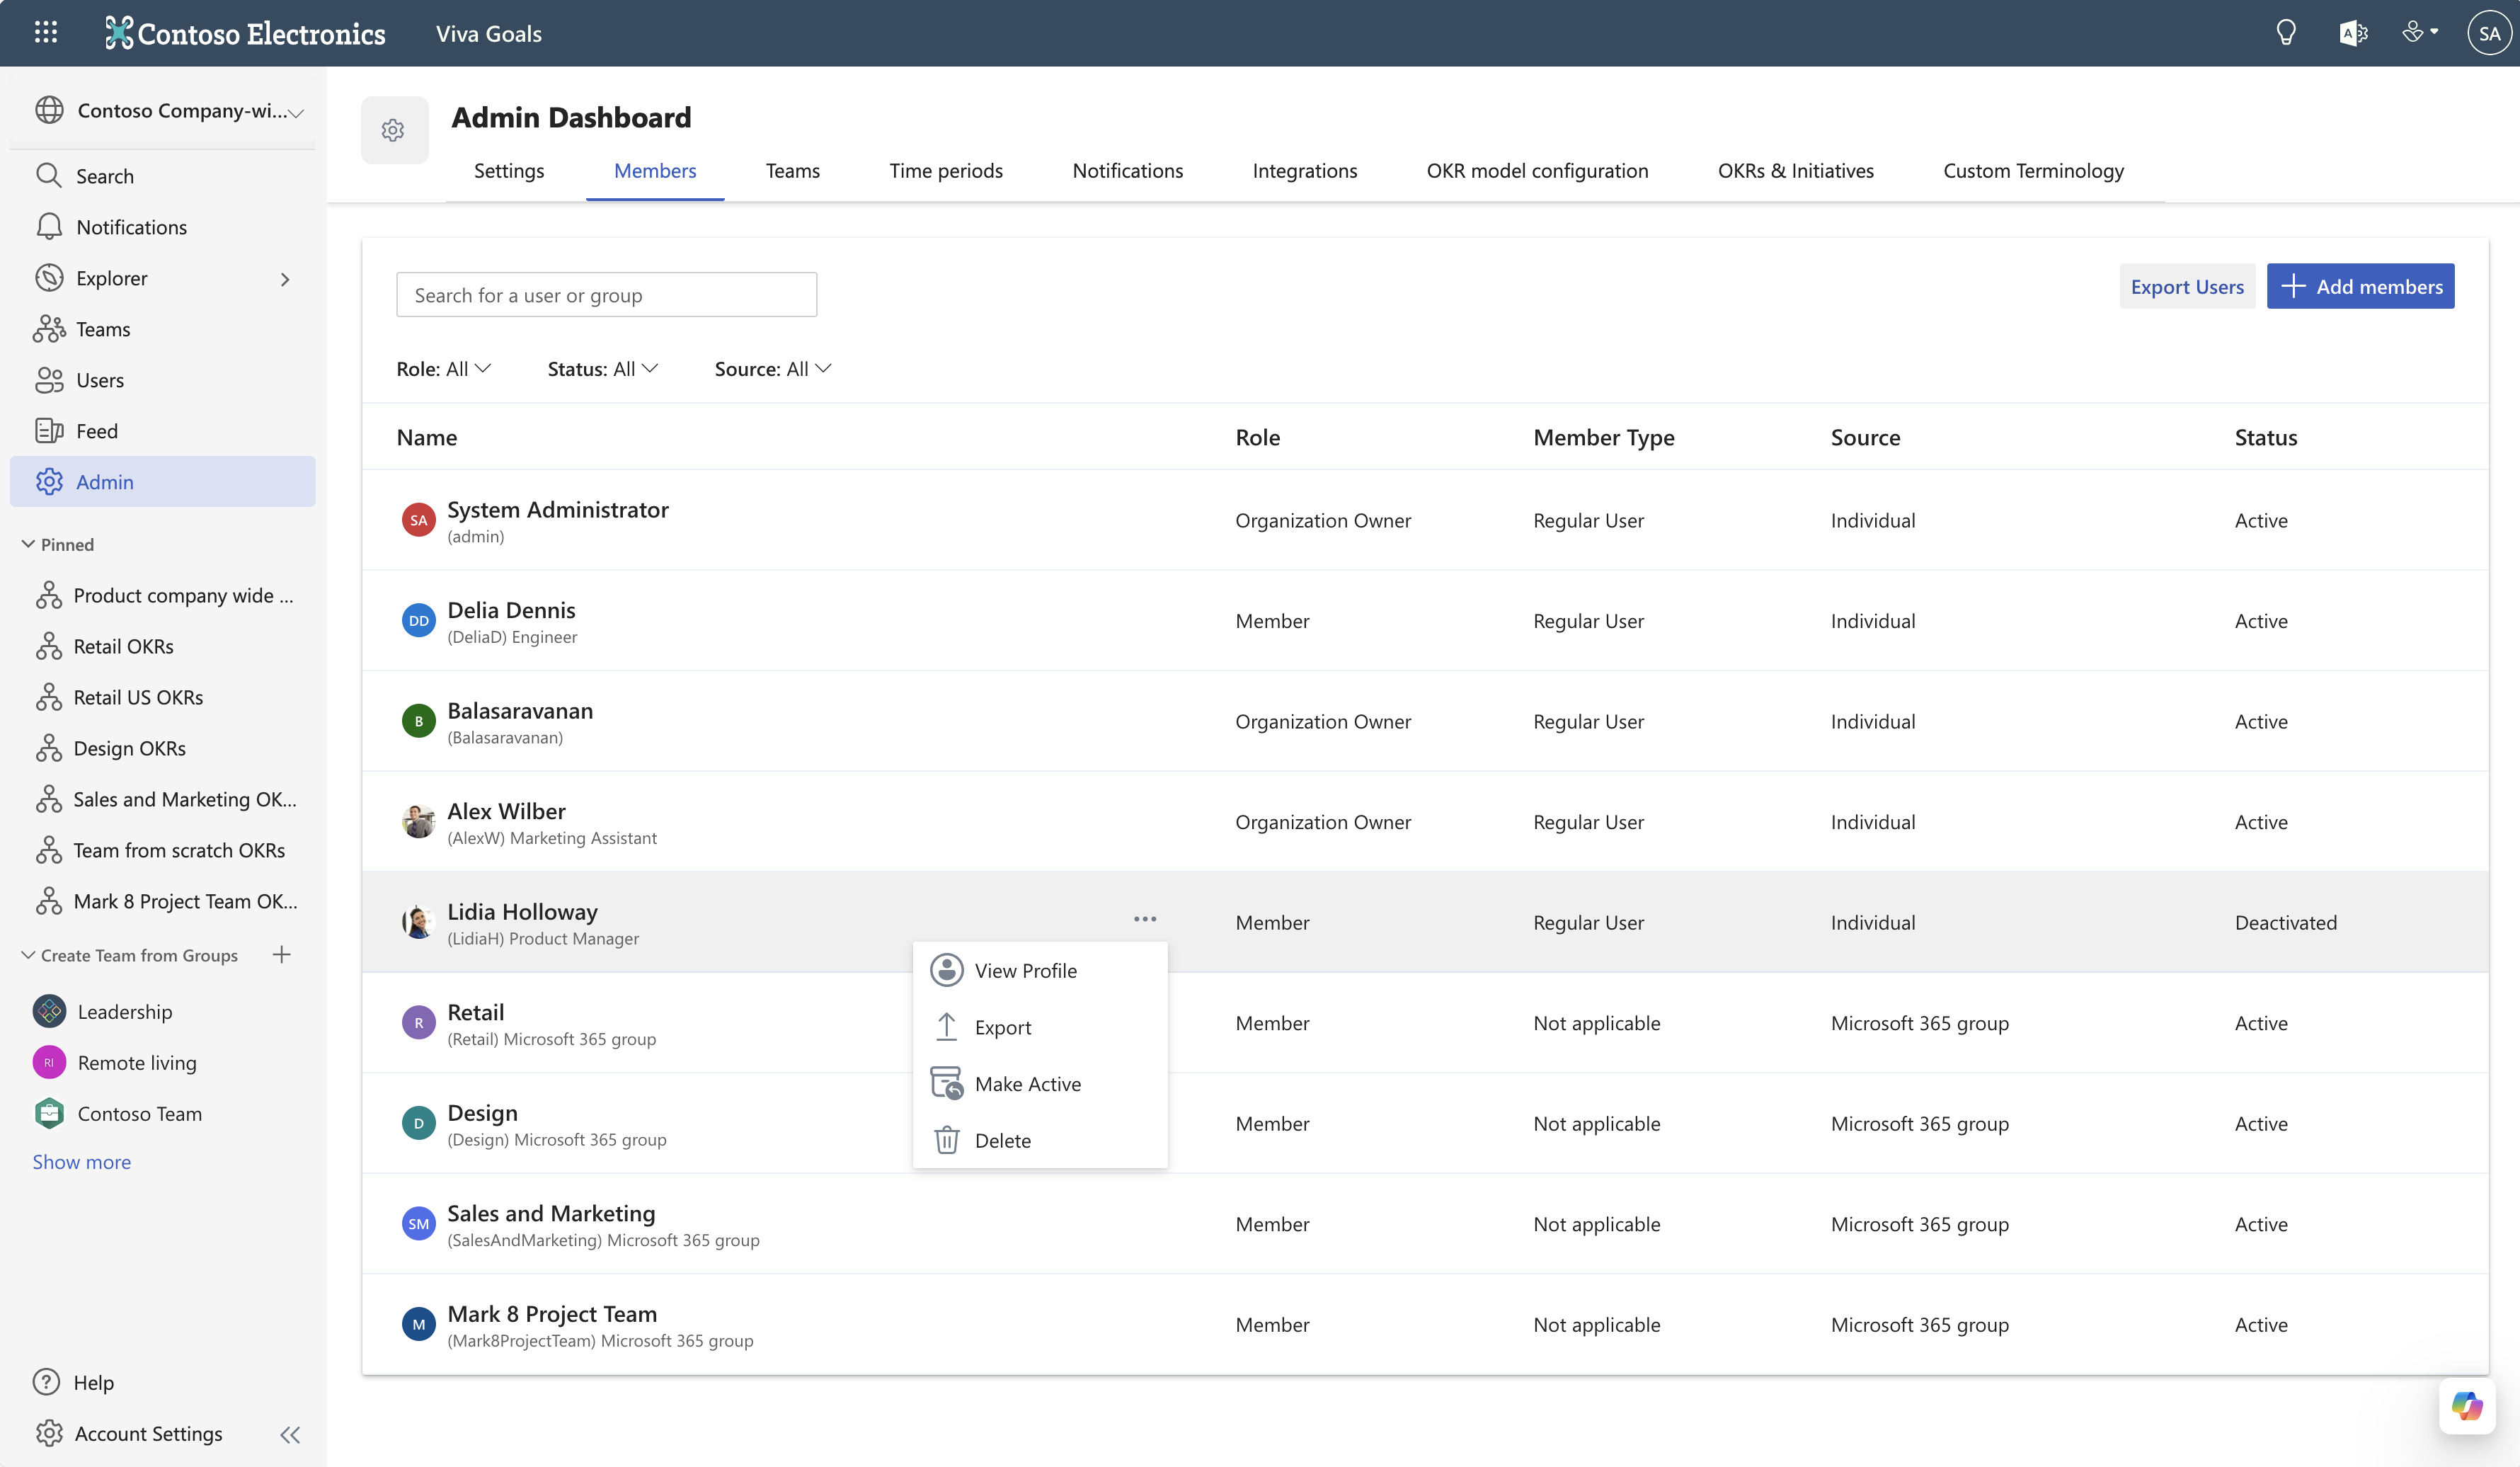 Contoso Electronics
Viva Goals
A
SA
Contoso Company-wi...
Search
Notifications
Explorer
Teams
Users
Feed
Admin
Pinned
Product company wide ...
Retail OKRs
Retail US OKRs
Design OKRs
Sales and Marketing OK...
Team from scratch OKRs
Mark 8 Project Team OK...
Create Team from Groups
Leadership
RI Remote living
Contoso Team
Show more
Help
Account Settings
Admin Dashboard
Settings Members Teams Time periods Notifications Integrations OKR model configuration OKRs & Initiatives Custom Terminology
Search for a user or group
Export Users
Add members
Role: All Status: All Source: All
Name Role Member Type Source Status
SA System Administrator Organization Owner Regular User Individual Active
(admin)
DD Delia Dennis Member Regular User Individual Active
(DeliaD) Engineer
B Balasaravanan Organization Owner Regular User Individual Active
(Balasaravanan)
Alex Wilber Organization Owner Regular User Individual Active
(AlexW) Marketing Assistant
Lidia Holloway Member Regular User Individual Deactivated
(LidiaH) Product Manager
View Profile
Export
Make Active
Delete
R Retail Member Not applicable Microsoft 365 group Active
(Retail) Microsoft 365 group
D Design Member Not applicable Microsoft 365 group Active
(Design) Microsoft 365 group
SM Sales and Marketing Member Not applicable Microsoft 365 group Active
(SalesAndMarketing) Microsoft 365 group
M Mark 8 Project Team Member Not applicable Microsoft 365 group Active
(Mark8ProjectTeam) Microsoft 365 group